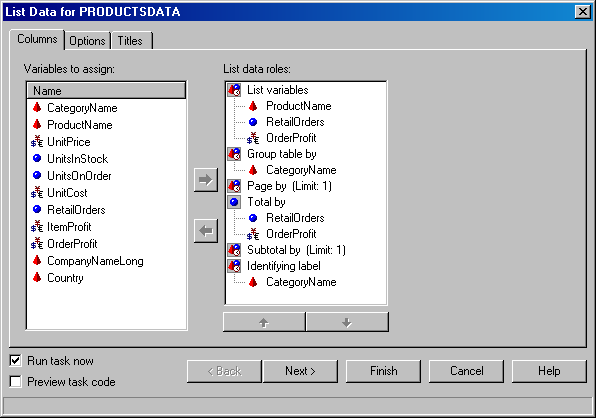 List Data for PRODUCTSDATA
Columns Options Titles
Variables to assign:
Name
CategoryName
ProductName
UnitPrice
UnitsInStock
UnitsOnOrder
UnitCost
RetailOrders
ItemProfit
OrderProfit
CompanyNameLong
Country
List data roles:
List variables
ProductName
RetailOrders
OrderProfit
Group table by
CategoryName
Page by (Limit: 1)
Total by
RetailOrders
OrderProfit
Subtotal by (Limit: 1)
Identifying label
CategoryName
Run task now
Preview task code
< Back Next > Finish Cancel Help